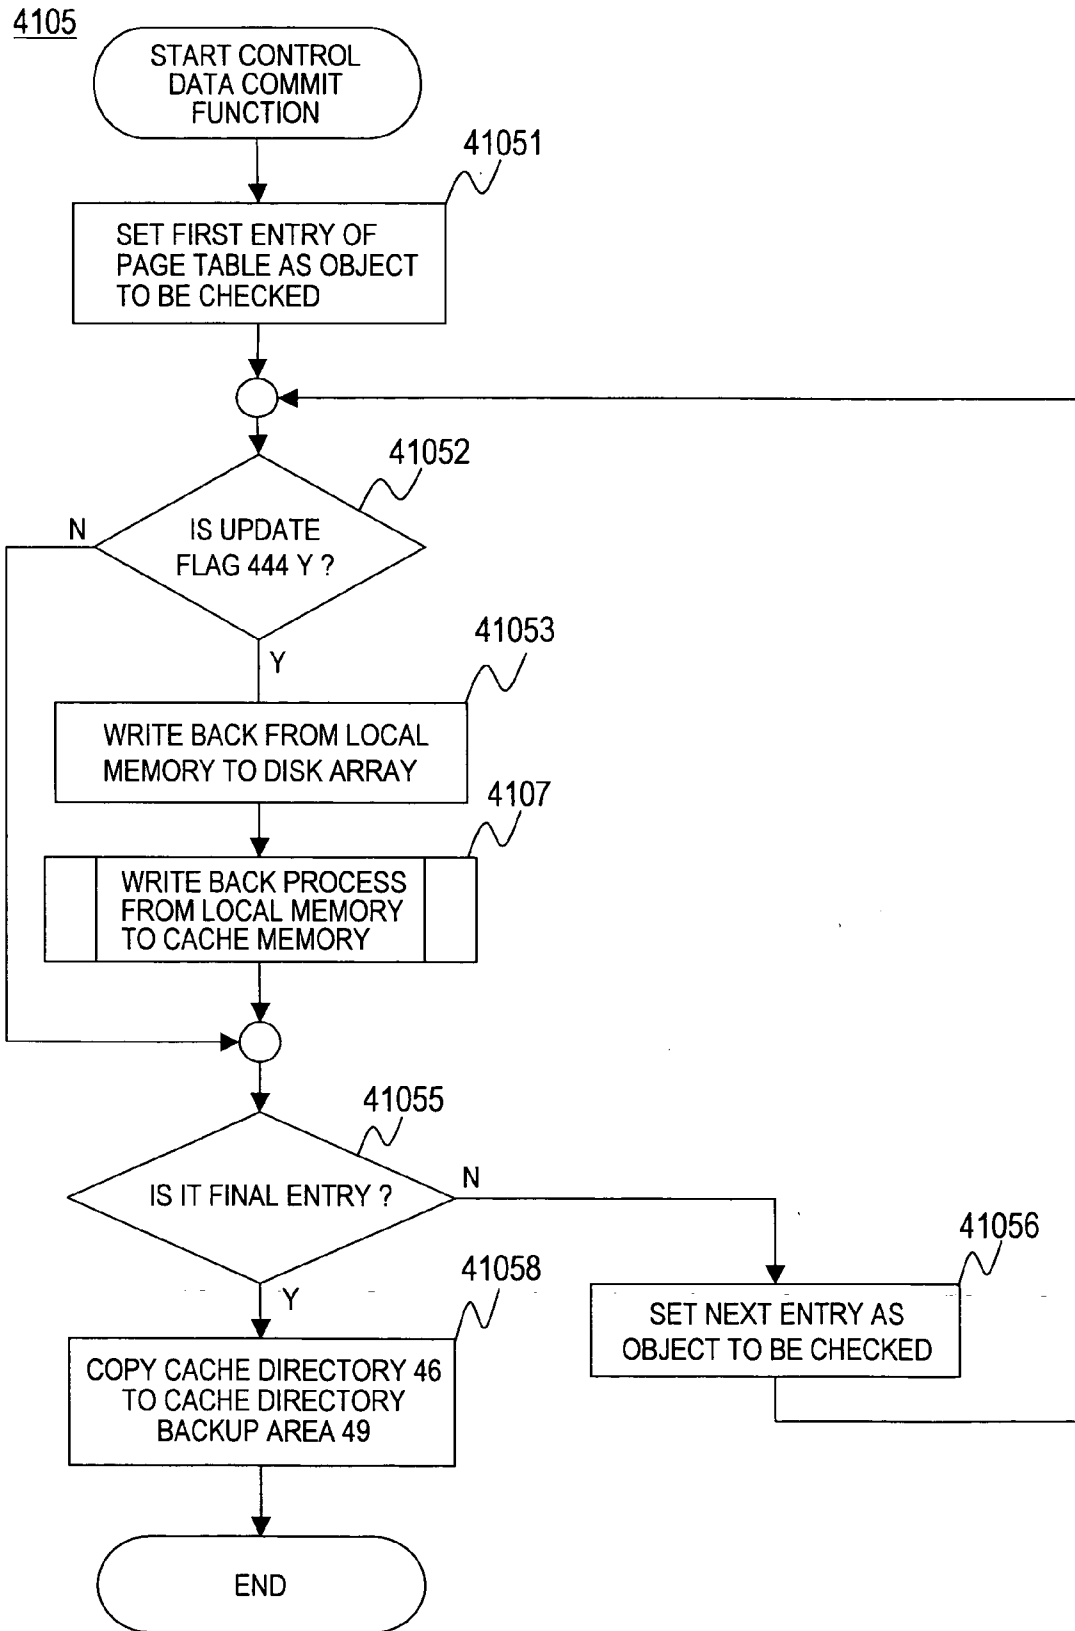 4105
START CONTROL
DATA COMMIT
FUNCTION
41051
SET FIRST ENTRY OF
PAGE TABLE AS OBJECT
TO BE CHECKED
41052
N
IS UPDATE
FLAG 444 Y ?
Y
41053
WRITE BACK FROM LOCAL
MEMORY TO DISK ARRAY
4107
WRITE BACK PROCESS
FROM LOCAL MEMORY
TO CACHE MEMORY
41055
IS IT FINAL ENTRY ?
N
Y
41056
SET NEXT ENTRY AS
OBJECT TO BE CHECKED
41058
COPY CACHE DIRECTORY 46
TO CACHE DIRECTORY
BACKUP AREA 49
END